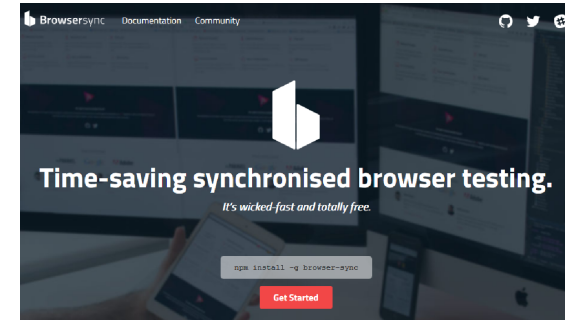 Browsersync Documentation Community
Time-saving synchronised browser testing.
It's wicked-fast and totally free.
npm install -g browser-sync
Get Started